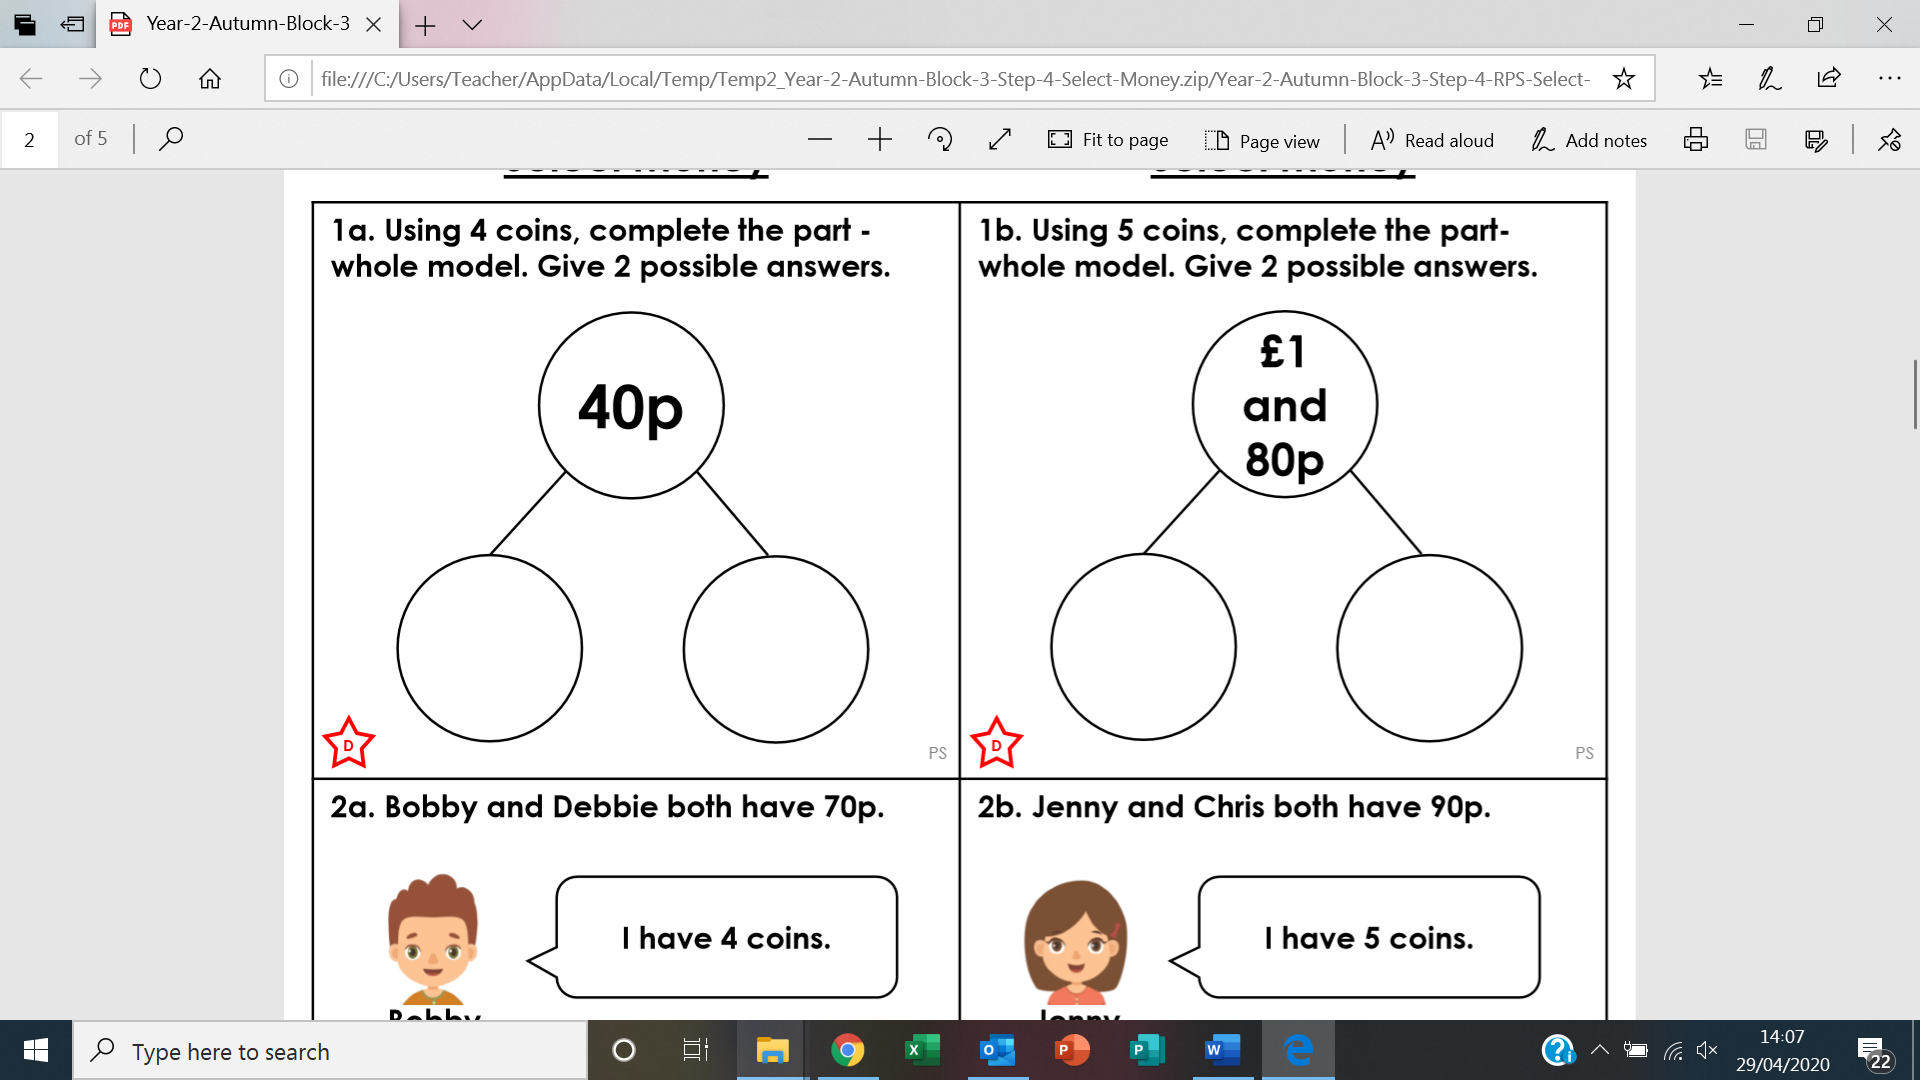 Year-2-Autumn-Block-3
file:///C:/Users/Teacher/AppData/Local/Temp/Temp2_Year-2-Autumn-Block-3-Step-4-Select-Money.zip/Year-2-Autumn-Block-3-Step-4-RPS-Select-
2 of 5
Fit to page
Page view
Read aloud
Add notes
1a. Using 4 coins, complete the part -
whole model. Give 2 possible answers.
40p
D
PS
1b. Using 5 coins, complete the part-
whole model. Give 2 possible answers.
£1
and
80p
D
PS
2a. Bobby and Debbie both have 70p.
I have 4 coins.
Bobby
2b. Jenny and Chris both have 90p.
I have 5 coins.
Jenny
Type here to search
14:07
29/04/2020
22